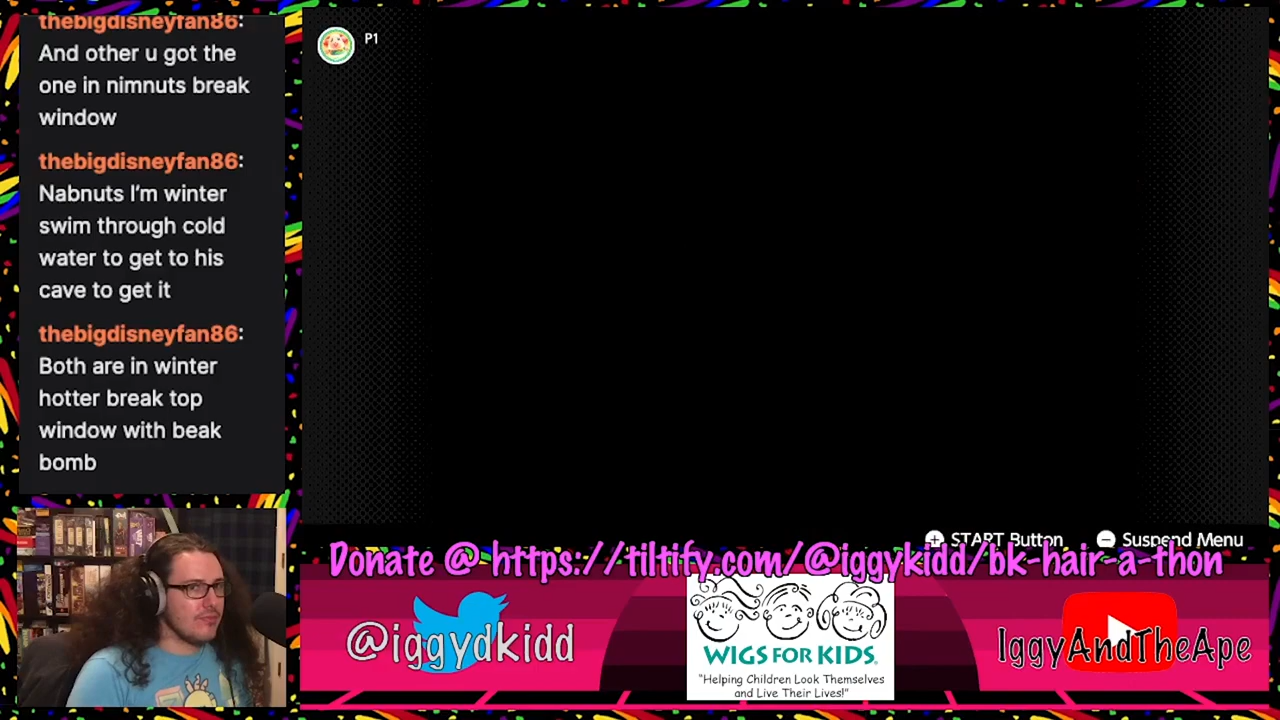 thebigdisneyfan86:
And other u got the
one in nimnuts break
window
thebigdisneyfan86:
Nabnuts I'm winter
swim through cold
water to get to his
cave to get it
thebigdisneyfan86:
Both are in winter
hotter break top
window with beak
bomb
P1
START Button
Suspend Menu
Donate @ https://tiltify.com/@iggykidd/bk-hair-a-thon
@iggydkidd
WIGS FOR KIDS.
"Helping Children Look Themselves
and Live Their Lives!"
IggyAndTheApe